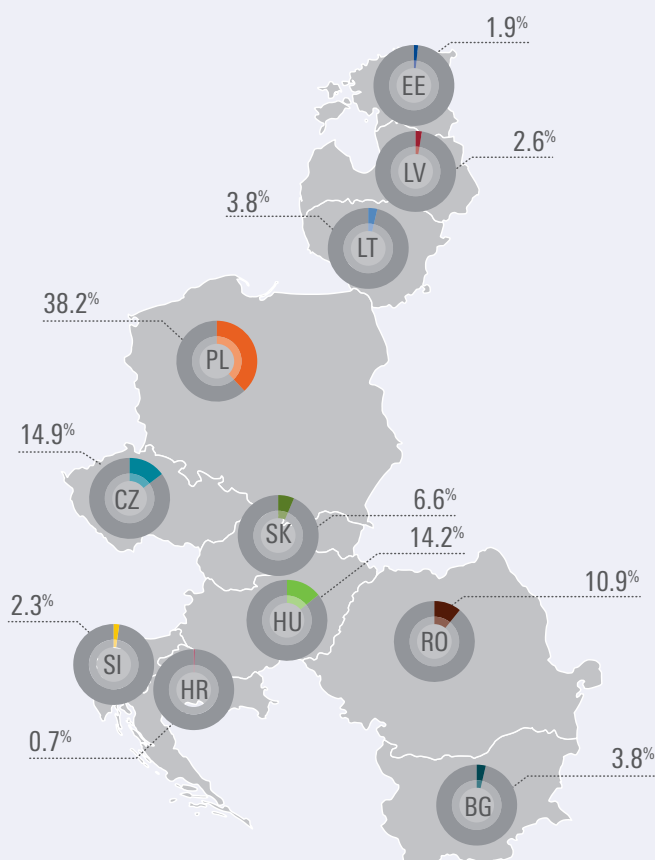 1.9%
EE
2.6%
LV
3.8%
LT
38.2%
PL
14.9%
CZ
6.6%
SK
14.2%
HU
10.9%
RO
2.3%
SI
HR
0.7%
3.8%
BG